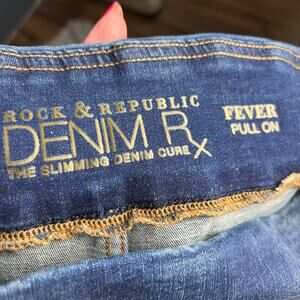 ROCK & REPUBLIC
DENIM Rx
THE SLIMMING DENIM CURE
FEVER
PULL ON